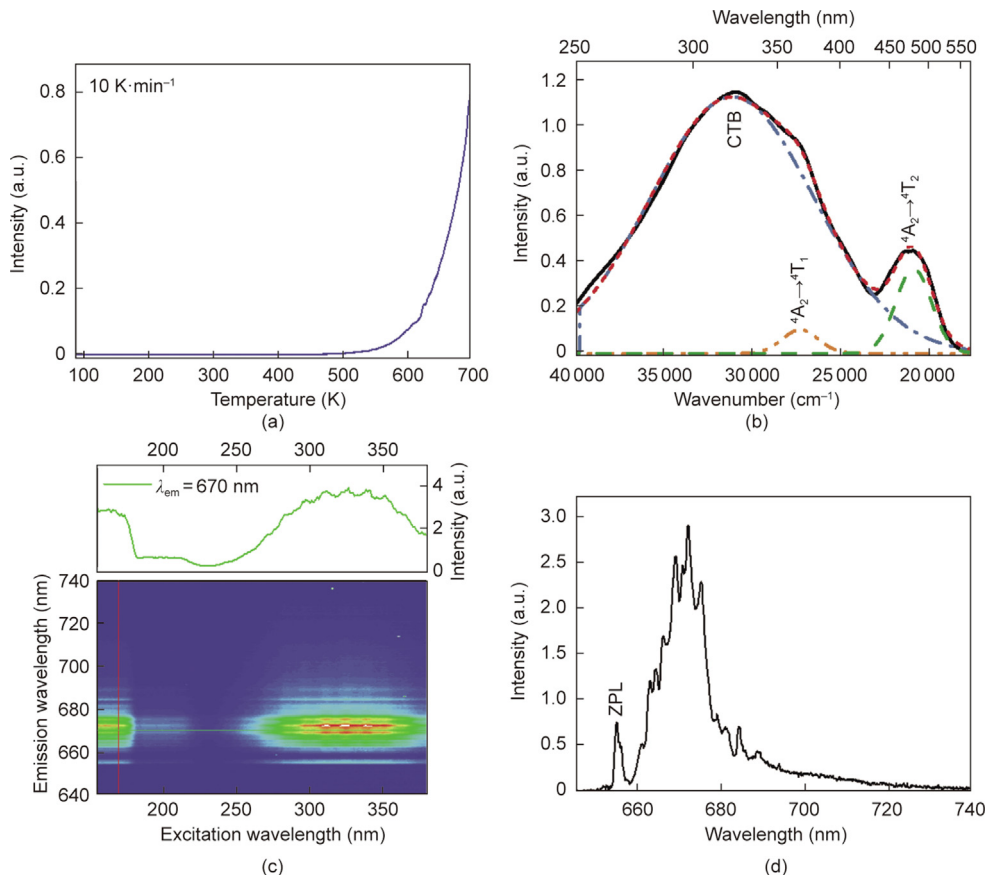 10 K·min⁻¹
Intensity (a.u.)
0.8
0.6
0.4
0.2
0
100 200 300 400 500 600 700
Temperature (K)
(a)
Wavelength (nm)
250 300 350 400 450 500 550
Intensity (a.u.)
1.2
1.0
0.8
0.6
0.4
0.2
0
CTB
⁴A₂→⁴T₁
⁴A₂→⁴T₂
40 000 35 000 30 000 25 000 20 000
Wavenumber (cm⁻¹)
(b)
200 250 300 350
λem = 670 nm
4
2
0
Intensity (a.u.)
Emission wavelength (nm)
740
720
700
680
660
640
200 250 300 350
Excitation wavelength (nm)
(c)
Intensity (a.u.)
3.0
2.5
2.0
1.5
1.0
0.5
0
ZPL
660 680 700 720 740
Wavelength (nm)
(d)